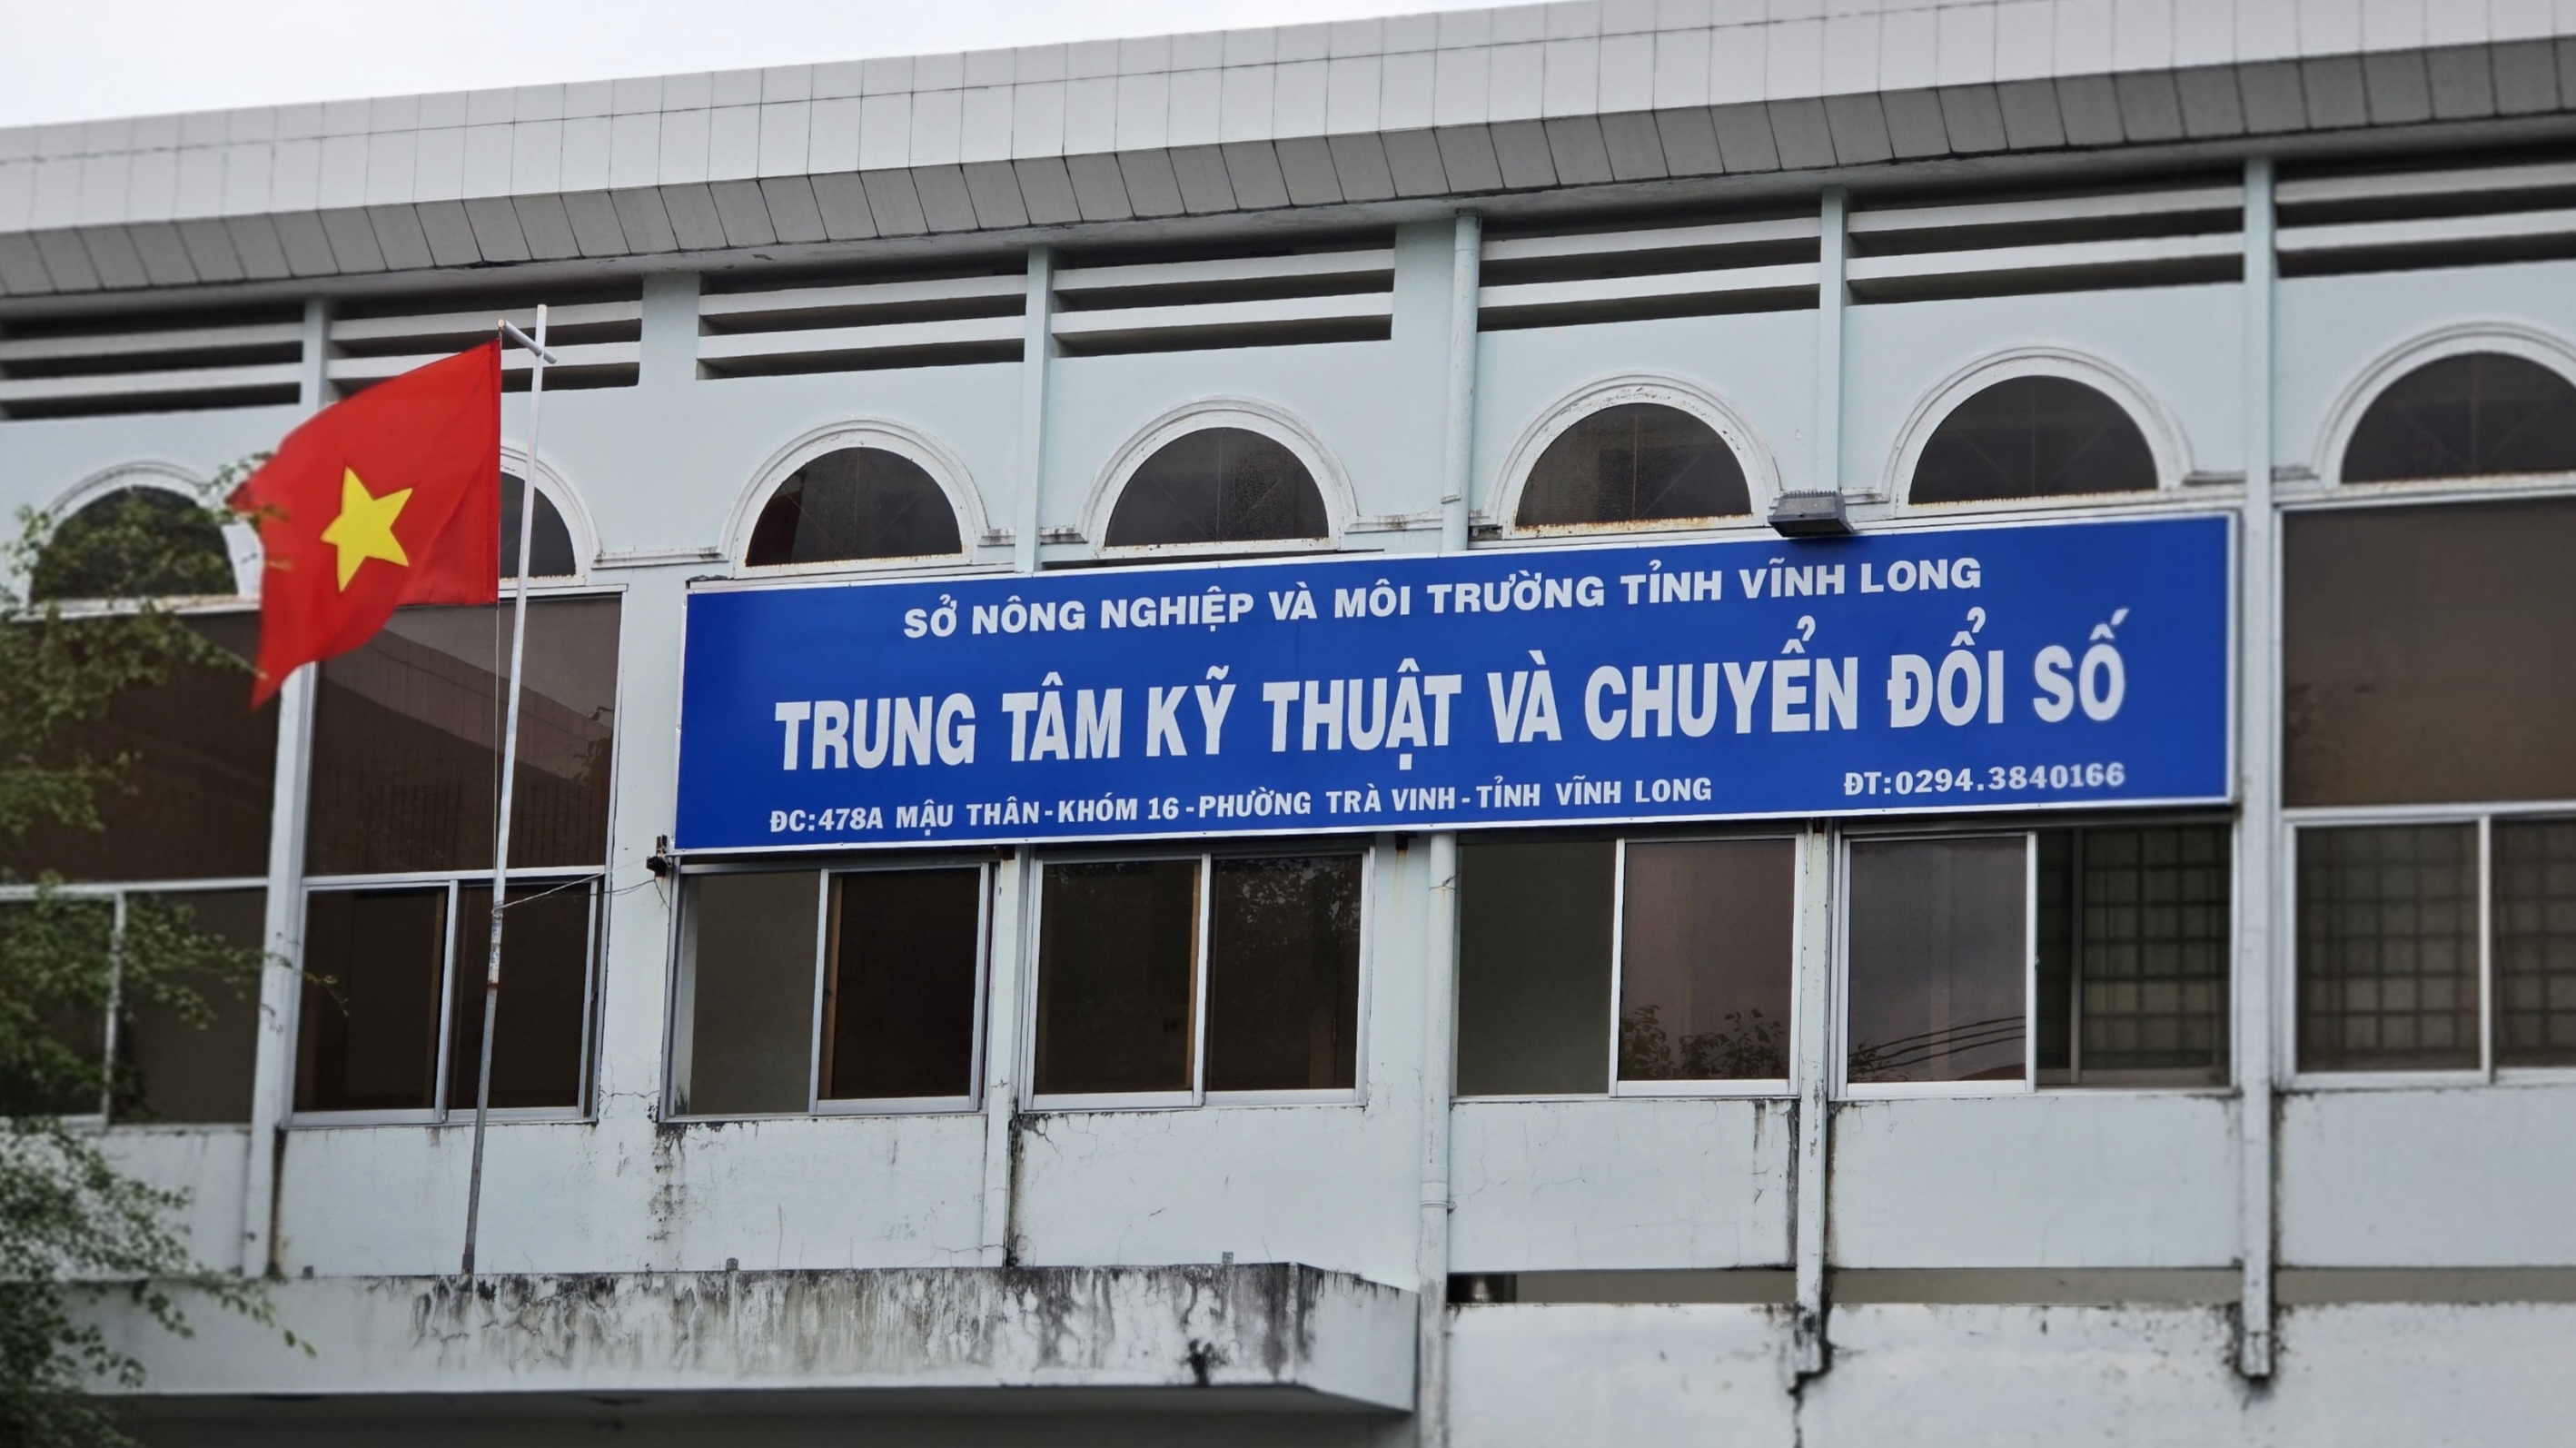 SỞ NÔNG NGHIỆP VÀ MÔI TRƯỜNG TỈNH VĨNH LONG
TRUNG TÂM KỸ THUẬT VÀ CHUYỂN ĐỔI SỐ
ĐC:478A MẬU THÂN-KHÓM 16-PHƯỜNG TRÀ VINH-TỈNH VĨNH LONG ĐT:0294.3840166